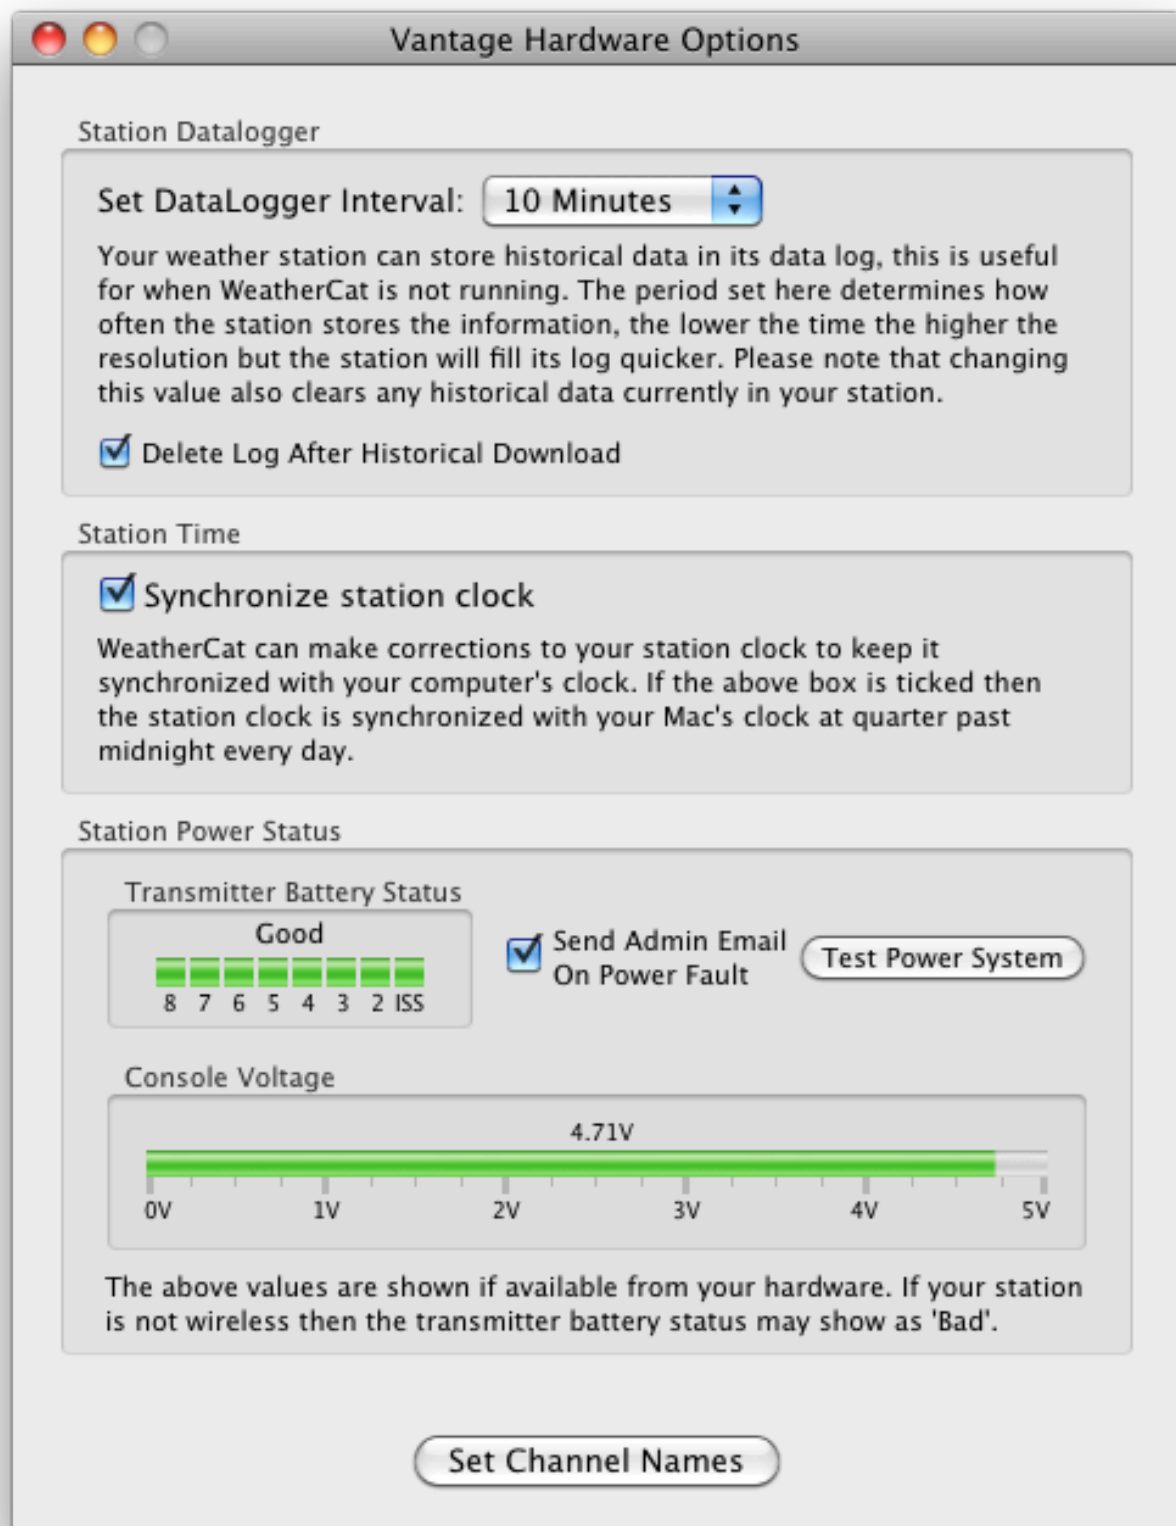 Vantage Hardware Options
Station Datalogger
Set DataLogger Interval: 10 Minutes
Your weather station can store historical data in its data log, this is useful
for when WeatherCat is not running. The period set here determines how
often the station stores the information, the lower the time the higher the
resolution but the station will fill its log quicker. Please note that changing
this value also clears any historical data currently in your station.
Delete Log After Historical Download
Station Time
Synchronize station clock
WeatherCat can make corrections to your station clock to keep it
synchronized with your computer's clock. If the above box is ticked then
the station clock is synchronized with your Mac's clock at quarter past
midnight every day.
Station Power Status
Transmitter Battery Status
Good
8 7 6 5 4 3 2 ISS
Send Admin Email
On Power Fault
Test Power System
Console Voltage
4.71V
0V 1V 2V 3V 4V 5V
The above values are shown if available from your hardware. If your station
is not wireless then the transmitter battery status may show as 'Bad'.
Set Channel Names